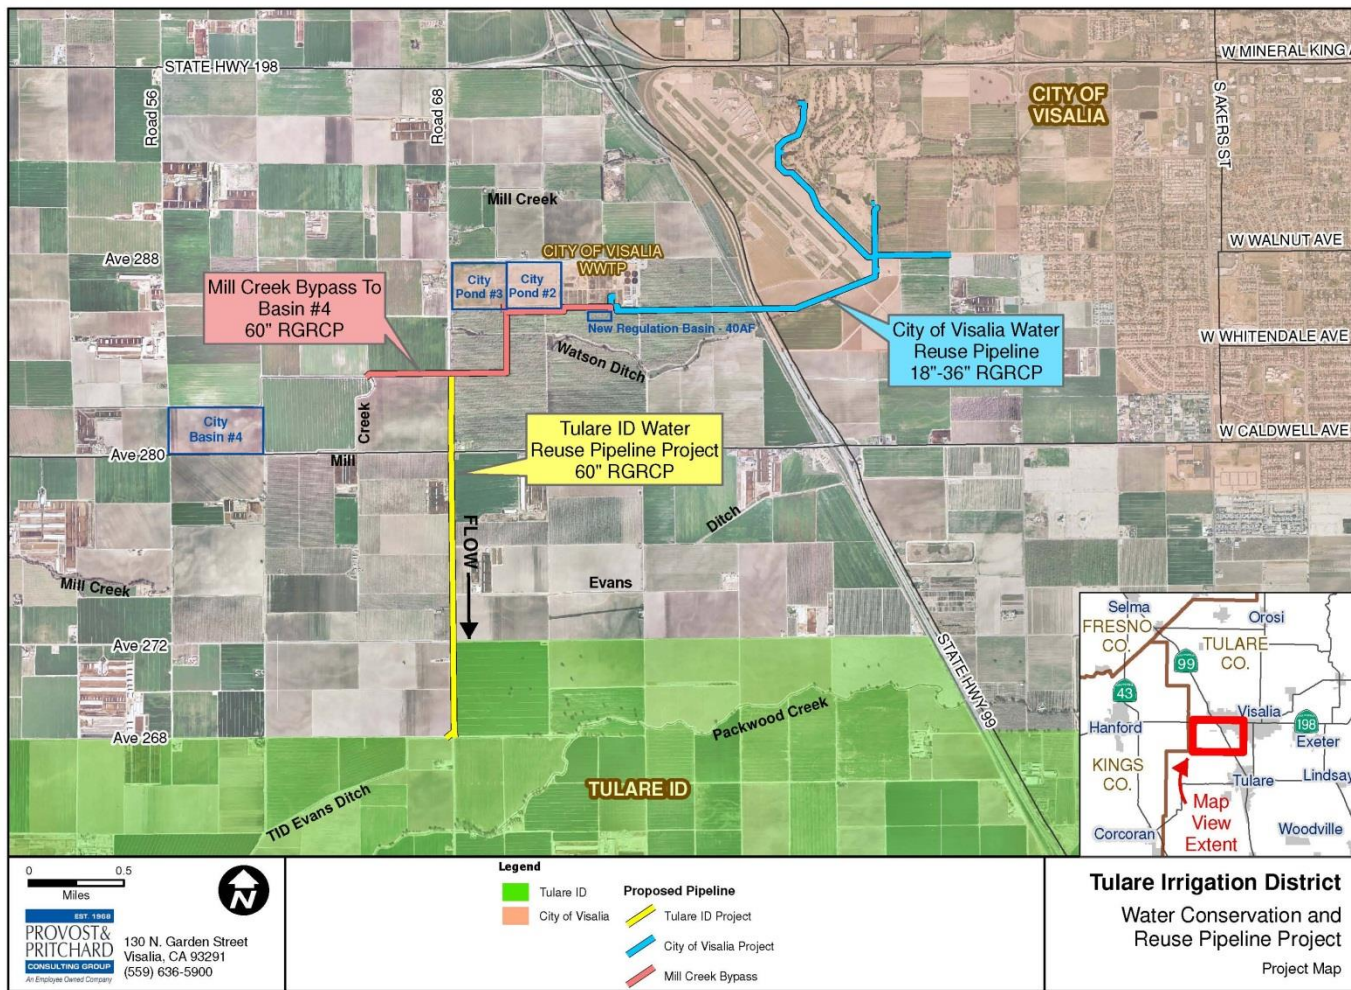 STATE HWY 198
Road 56
Road 68
W MINERAL KING A
S AKERS ST
CITY OF
VISALIA
Mill Creek
Ave 288
CITY OF VISALIA
WWTP
W WALNUT AVE
City
Pond #3
City
Pond #2
Mill Creek Bypass To
Basin #4
60" RGRCP
New Regulation Basin - 40AF
City of Visalia Water
Reuse Pipeline
18"-36" RGRCP
W WHITENDALE AVE
Watson Ditch
Creek
City
Basin #4
Tulare ID Water
Reuse Pipeline Project
60" RGRCP
W CALDWELL AVE
Ave 280
Mill
FLOW
Ditch
Mill Creek
Evans
Ave 272
STATE HWY 99
Packwood Creek
Ave 268
TULARE ID
TID Evans Ditch
Selma
FRESNO
CO.
Orosi
TULARE
CO.
99
43
Hanford
Visalia
198
Exeter
KINGS
CO.
Tulare
Lindsay
Map
View
Extent
Corcoran
Woodville
0 0.5
Miles
N
EST. 1968
PROVOST&
PRITCHARD
CONSULTING GROUP
An Employee Owned Company
130 N. Garden Street
Visalia, CA 93291
(559) 636-5900
Legend
Tulare ID
City of Visalia
Proposed Pipeline
Tulare ID Project
City of Visalia Project
Mill Creek Bypass
Tulare Irrigation District
Water Conservation and
Reuse Pipeline Project
Project Map